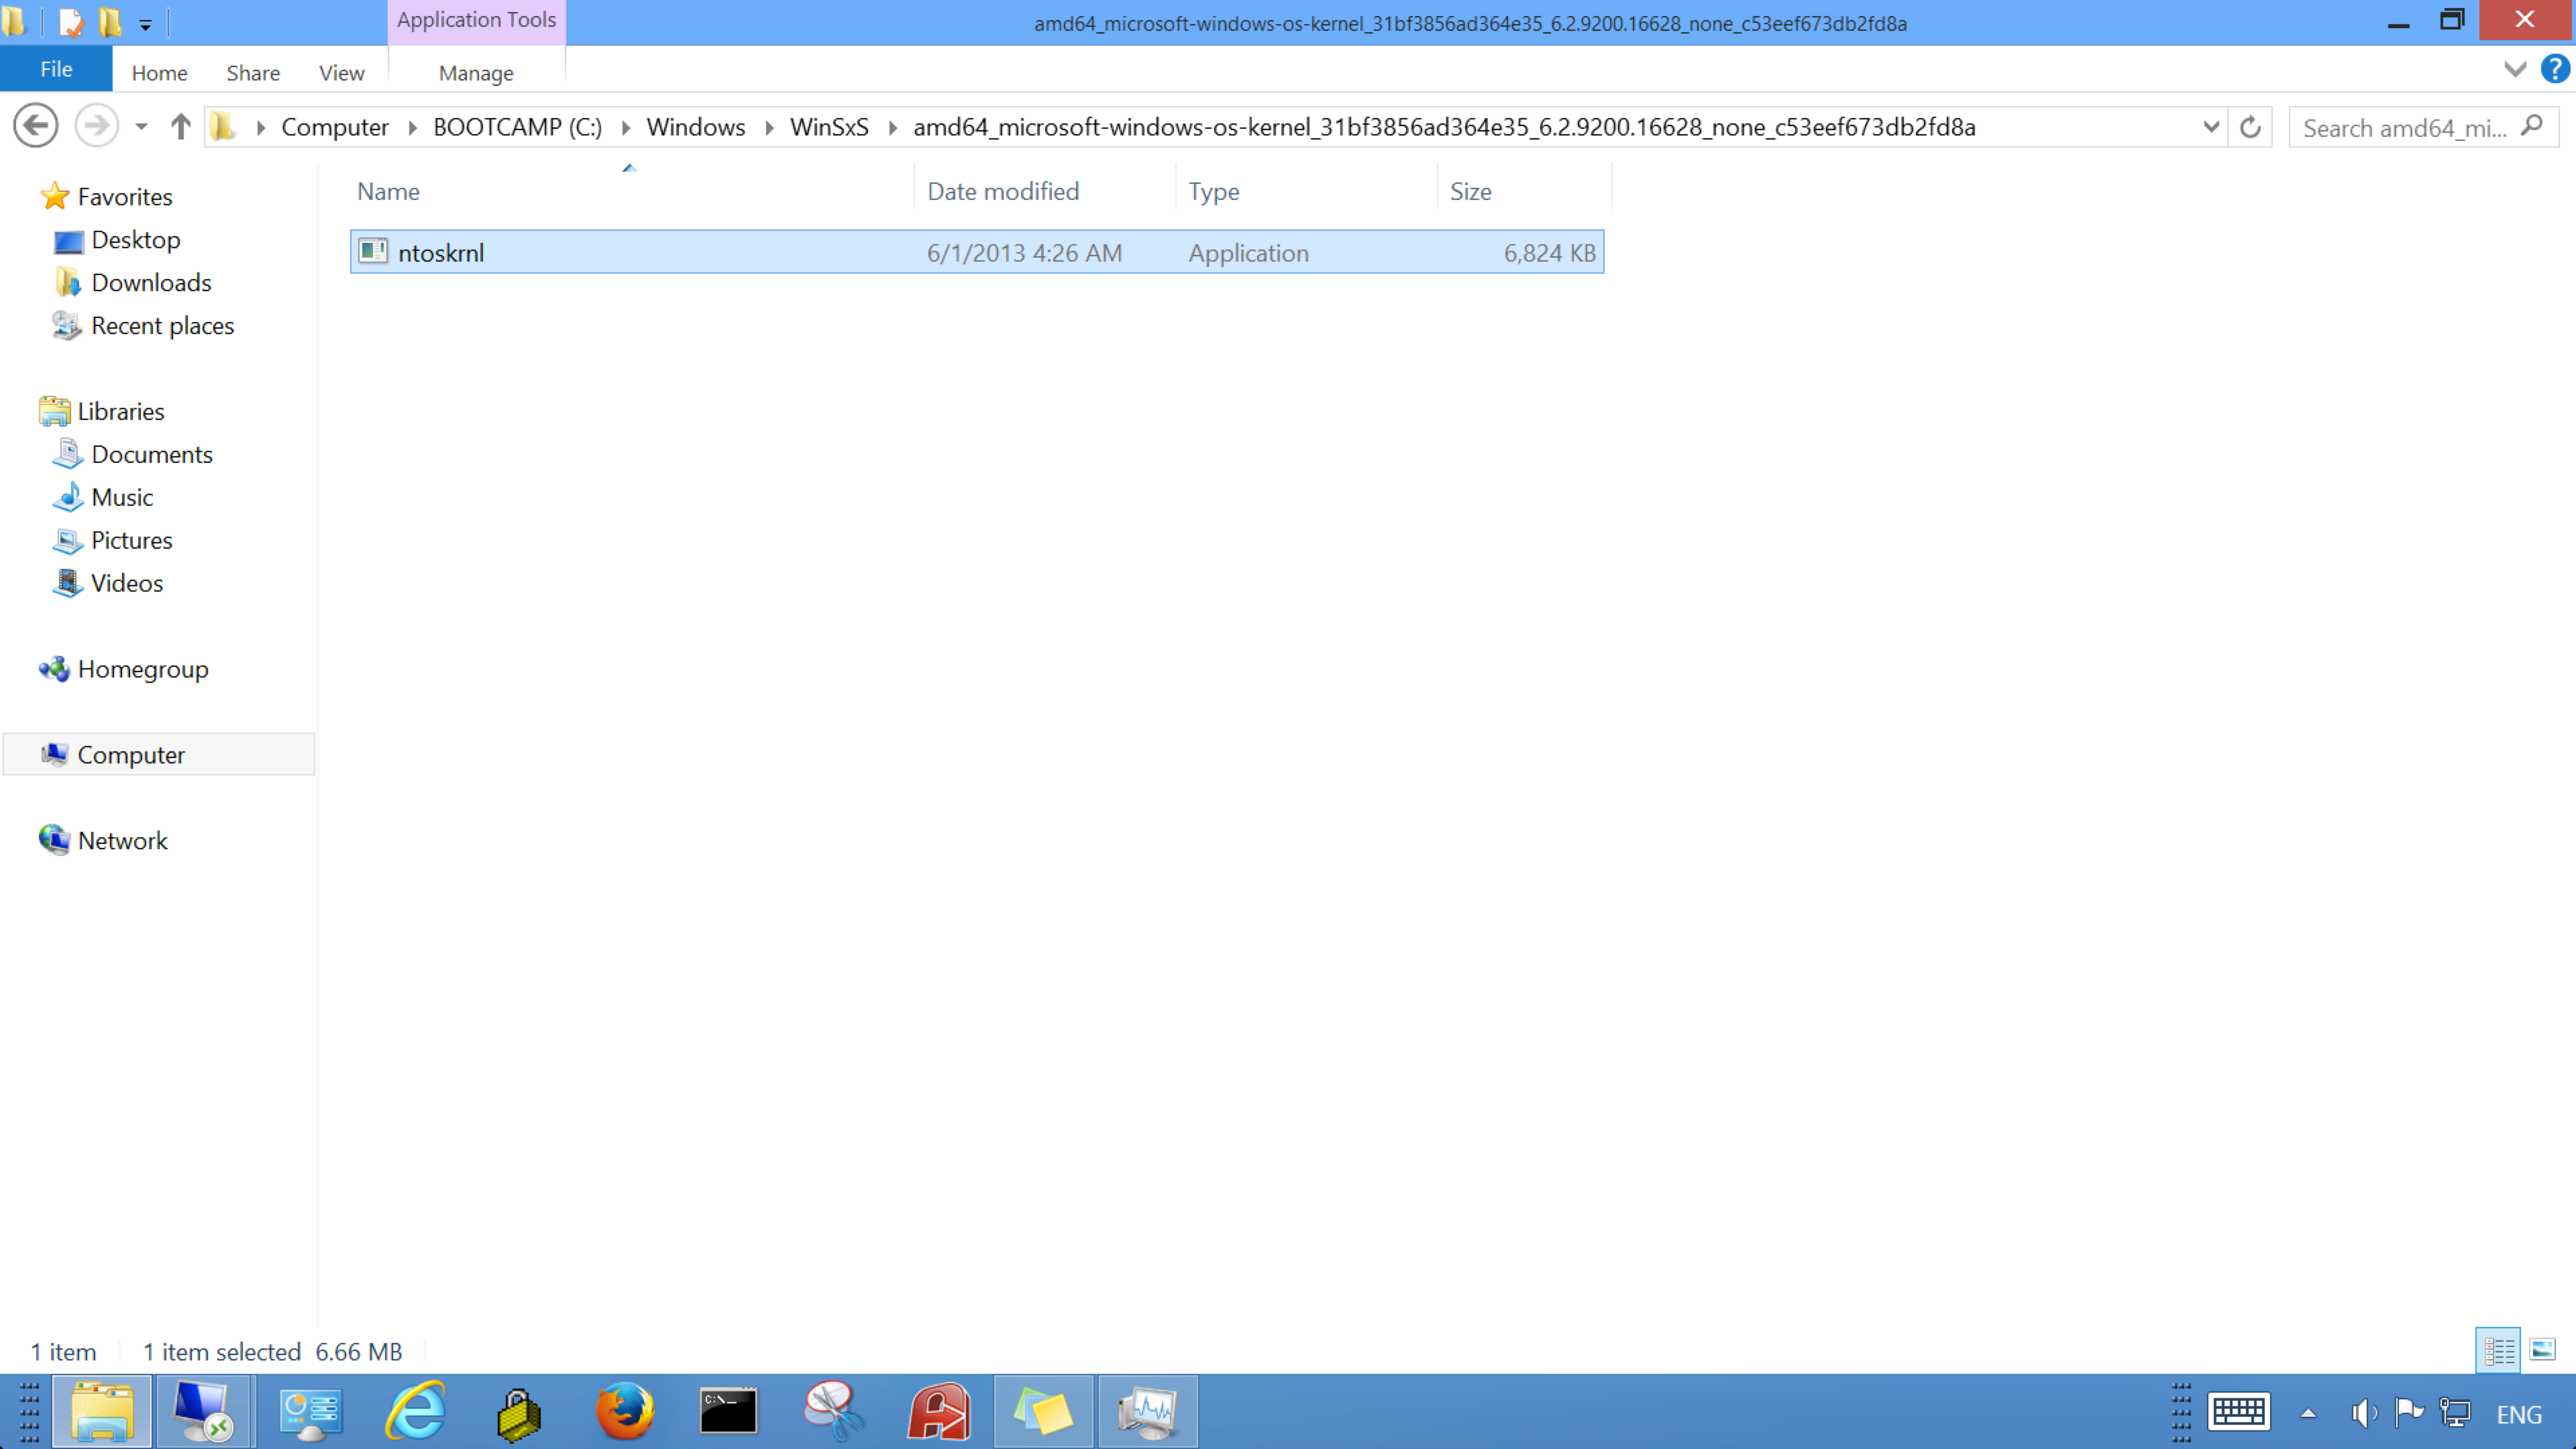 Application Tools
amd64_microsoft-windows-os-kernel_31bf3856ad364e35_6.2.9200.16628_none_c53eef673db2fd8a
File Home Share View Manage
Computer BOOTCAMP (C:) Windows WinSxS amd64_microsoft-windows-os-kernel_31bf3856ad364e35_6.2.9200.16628_none_c53eef673db2fd8a
Search amd64_mi...
Name Date modified Type Size
ntoskrnl 6/1/2013 4:26 AM Application 6,824 KB
Favorites
Desktop
Downloads
Recent places
Libraries
Documents
Music
Pictures
Videos
Homegroup
Computer
Network
1 item 1 item selected 6.66 MB
C:\_
ENG